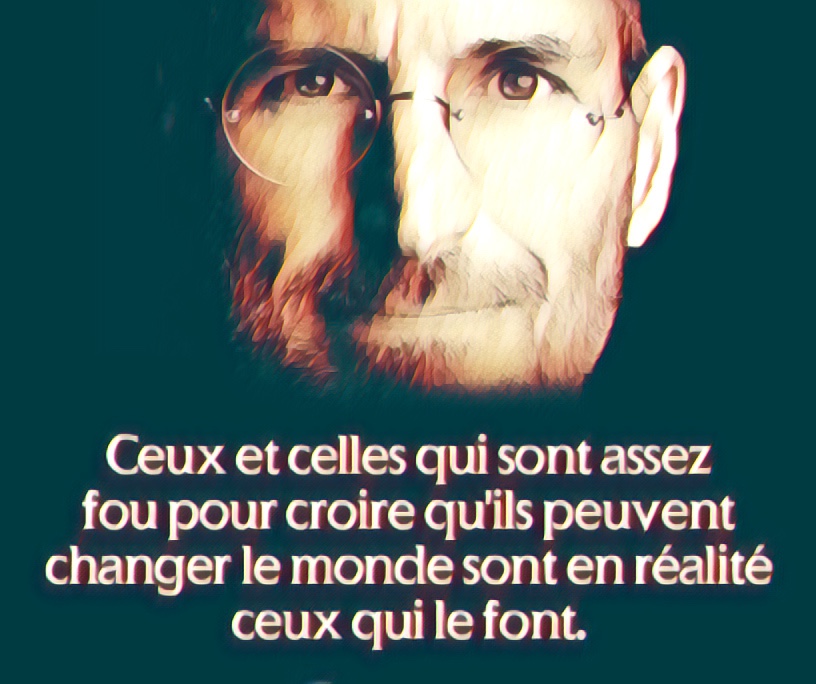 Ceux et celles qui sont assez
fou pour croire qu'ils peuvent
changer le monde sont en réalité
ceux qui le font.